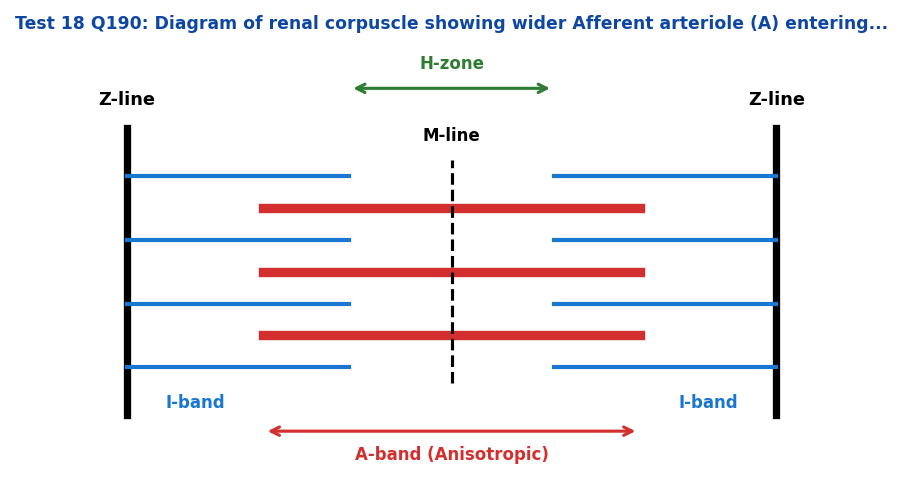 Test 18 Q190: Diagram of renal corpuscle showing wider Afferent arteriole (A) entering...
H-zone
Z-line
Z-line
M-line
I-band
I-band
A-band (Anisotropic)